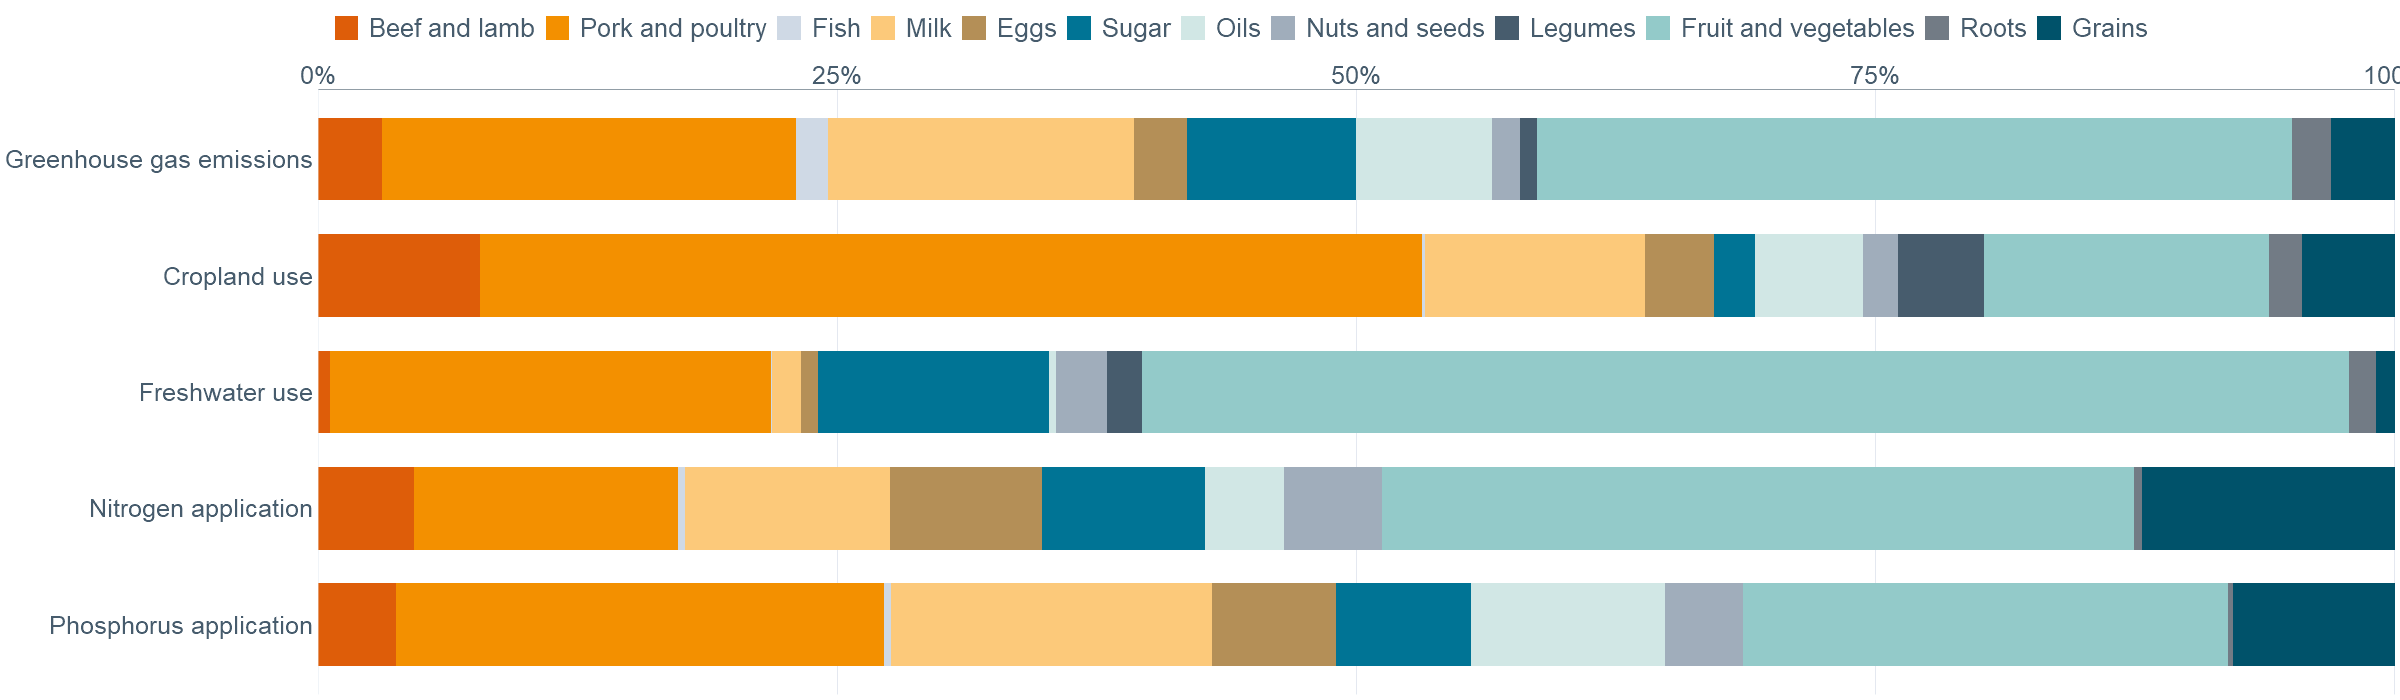 Beef and lamb Pork and poultry Fish Milk Eggs Sugar Oils Nuts and seeds Legumes Fruit and vegetables Roots Grains
0% 25% 50% 75% 100
Greenhouse gas emissions
Cropland use
Freshwater use
Nitrogen application
Phosphorus application